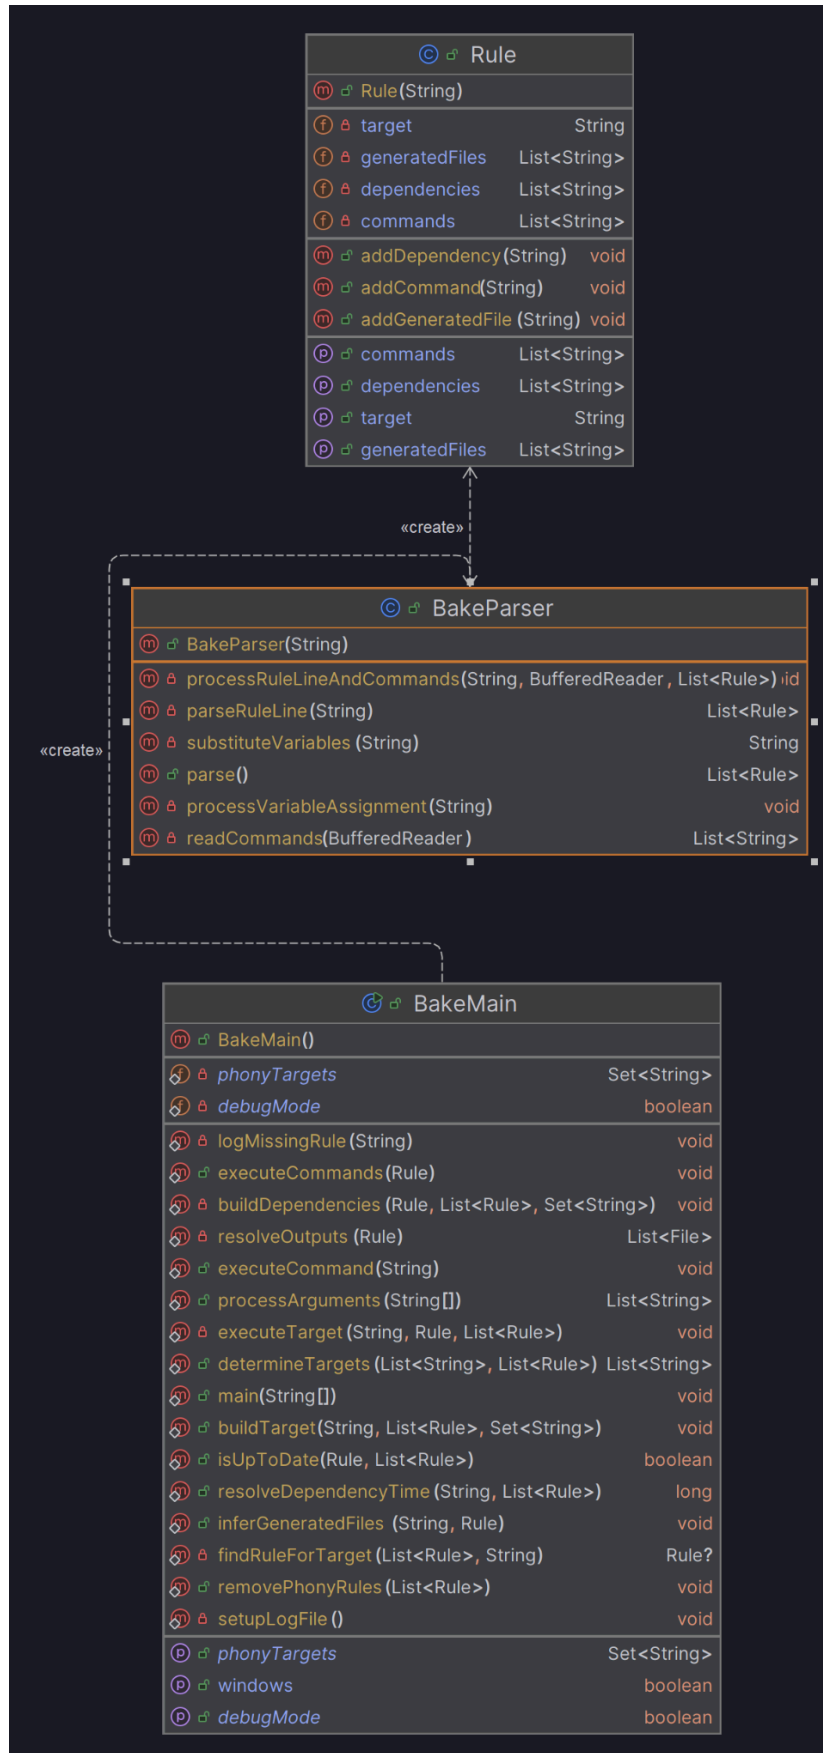 Rule
Rule(String)
target String
generatedFiles List<String>
dependencies List<String>
commands List<String>
addDependency(String) void
addCommand(String) void
addGeneratedFile (String) void
commands List<String>
dependencies List<String>
target String
generatedFiles List<String>
«create»
BakeParser
BakeParser(String)
processRuleLineAndCommands(String, BufferedReader, List<Rule>) id
parseRuleLine(String) List<Rule>
«create»
substituteVariables (String) String
parse() List<Rule>
processVariableAssignment(String) void
readCommands(BufferedReader) List<String>
BakeMain
BakeMain()
phonyTargets Set<String>
debugMode boolean
logMissingRule(String) void
executeCommands(Rule) void
buildDependencies (Rule, List<Rule>, Set<String>) void
resolveOutputs (Rule) List<File>
executeCommand(String) void
processArguments(String[]) List<String>
executeTarget(String, Rule, List<Rule>) void
determineTargets(List<String>, List<Rule>) List<String>
main(String[]) void
buildTarget(String, List<Rule>, Set<String>) void
isUpToDate(Rule, List<Rule>) boolean
resolveDependencyTime (String, List<Rule>) long
inferGeneratedFiles (String, Rule) void
findRuleForTarget(List<Rule>, String) Rule?
removePhonyRules(List<Rule>) void
setupLogFile() void
phonyTargets Set<String>
windows boolean
debugMode boolean